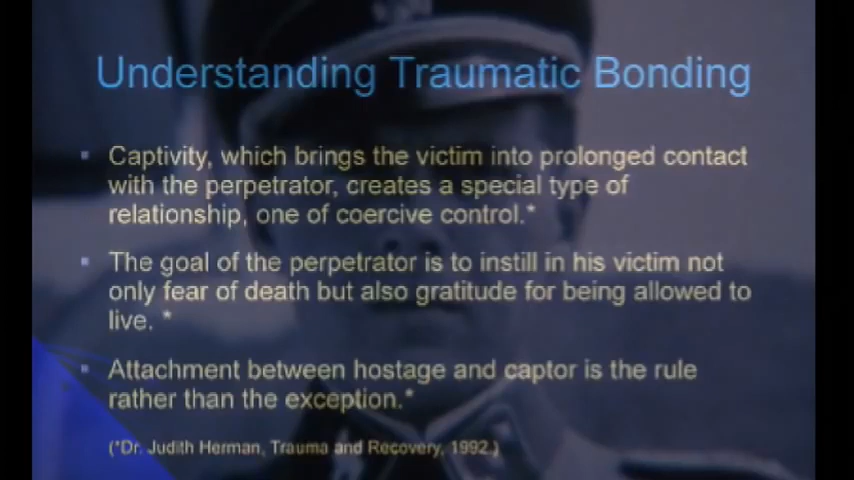 Understanding Traumatic Bonding
Captivity, which brings the victim into prolonged contact
with the perpetrator, creates a special type of
relationship, one of coercive control.*
The goal of the perpetrator is to instill in his victim not
only fear of death but also gratitude for being allowed to
live. *
Attachment between hostage and captor is the rule
rather than the exception.*
(*Dr. Judith Herman, Trauma and Recovery, 1992.)